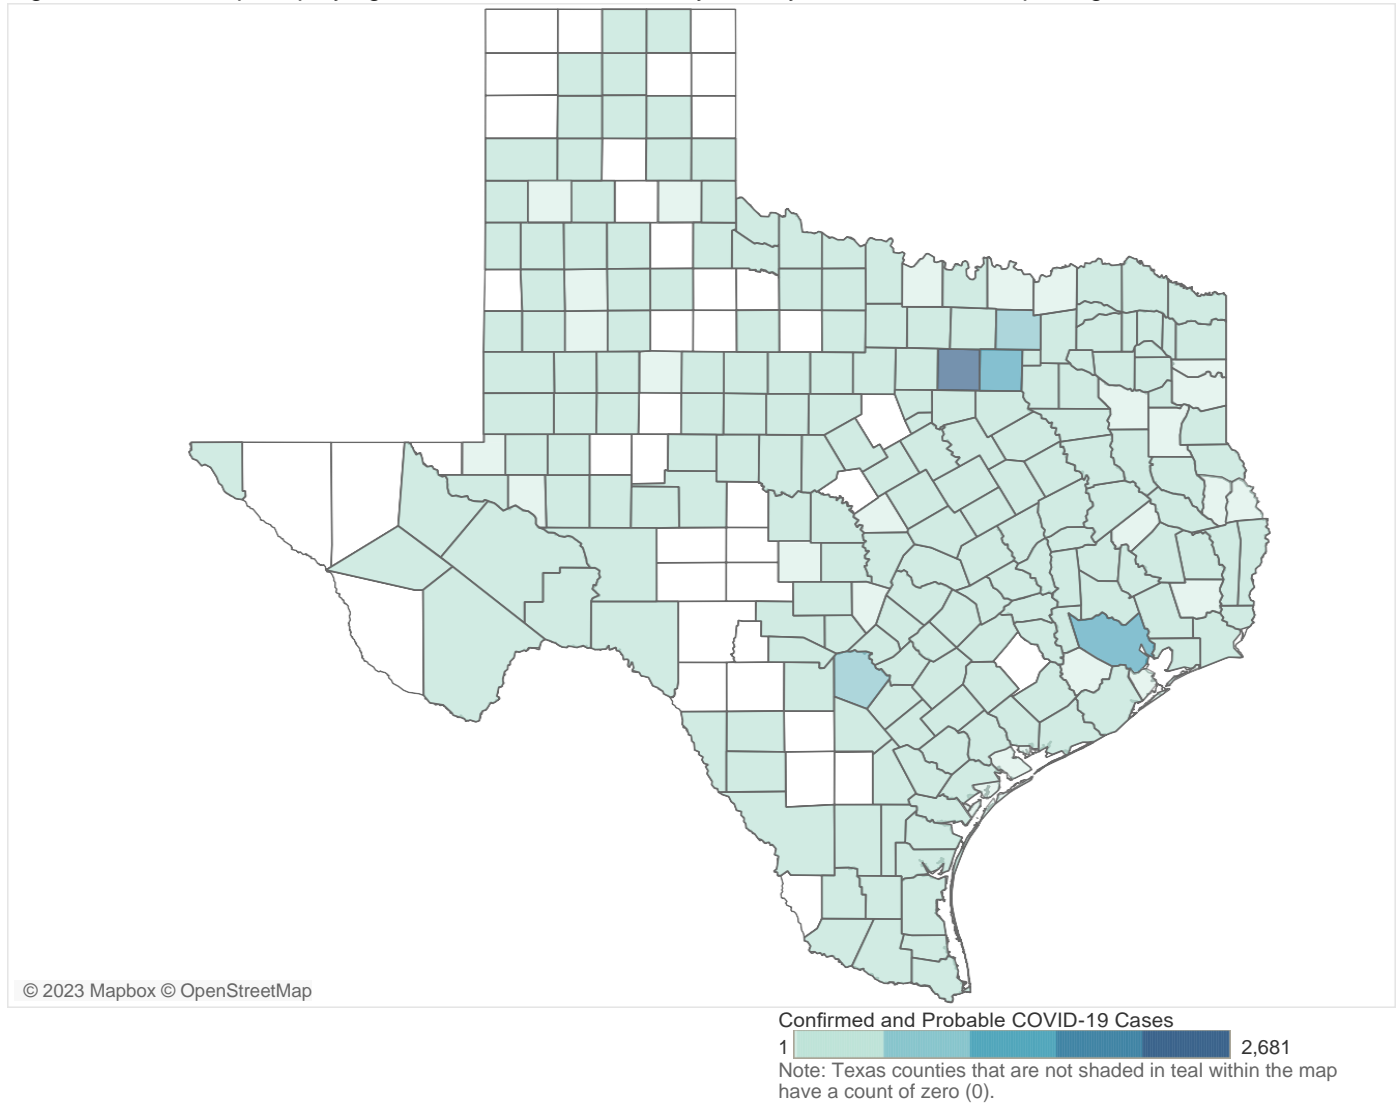 © 2023 Mapbox © OpenStreetMap
Confirmed and Probable COVID-19 Cases
1 2,681
Note: Texas counties that are not shaded in teal within the map
have a count of zero (0).